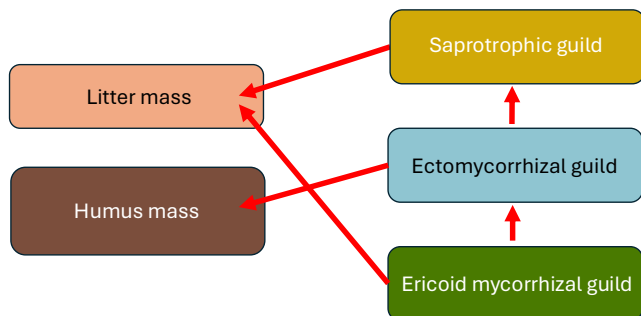 Saprotrophic guild
Litter mass
Ectomycorrhizal guild
Humus mass
Ericoid mycorrhizal guild